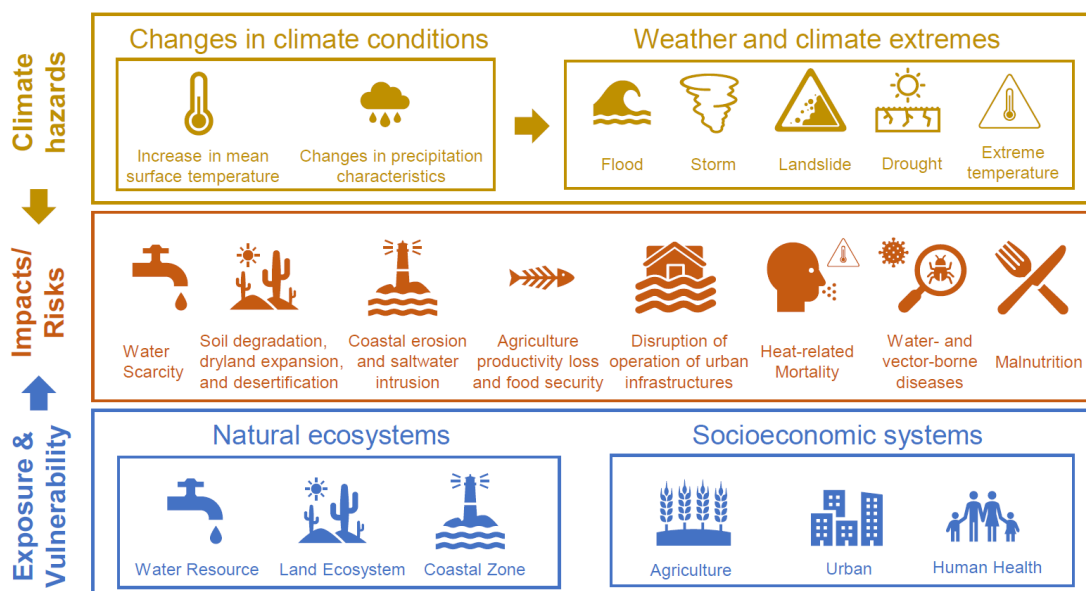 Climate
hazards
Changes in climate conditions
Increase in mean
surface temperature
Changes in precipitation
characteristics
Weather and climate extremes
Flood
Storm
Landslide
Drought
Extreme
temperature
Impacts/
Risks
Water
Scarcity
Soil degradation,
dryland expansion,
and desertification
Coastal erosion
and saltwater
intrusion
Agriculture
productivity loss
and food security
Disruption of
operation of urban
infrastructures
Heat-related
Mortality
Water- and
vector-borne
diseases
Malnutrition
Exposure &
Vulnerability
Natural ecosystems
Water Resource
Land Ecosystem
Coastal Zone
Socioeconomic systems
Agriculture
Urban
Human Health